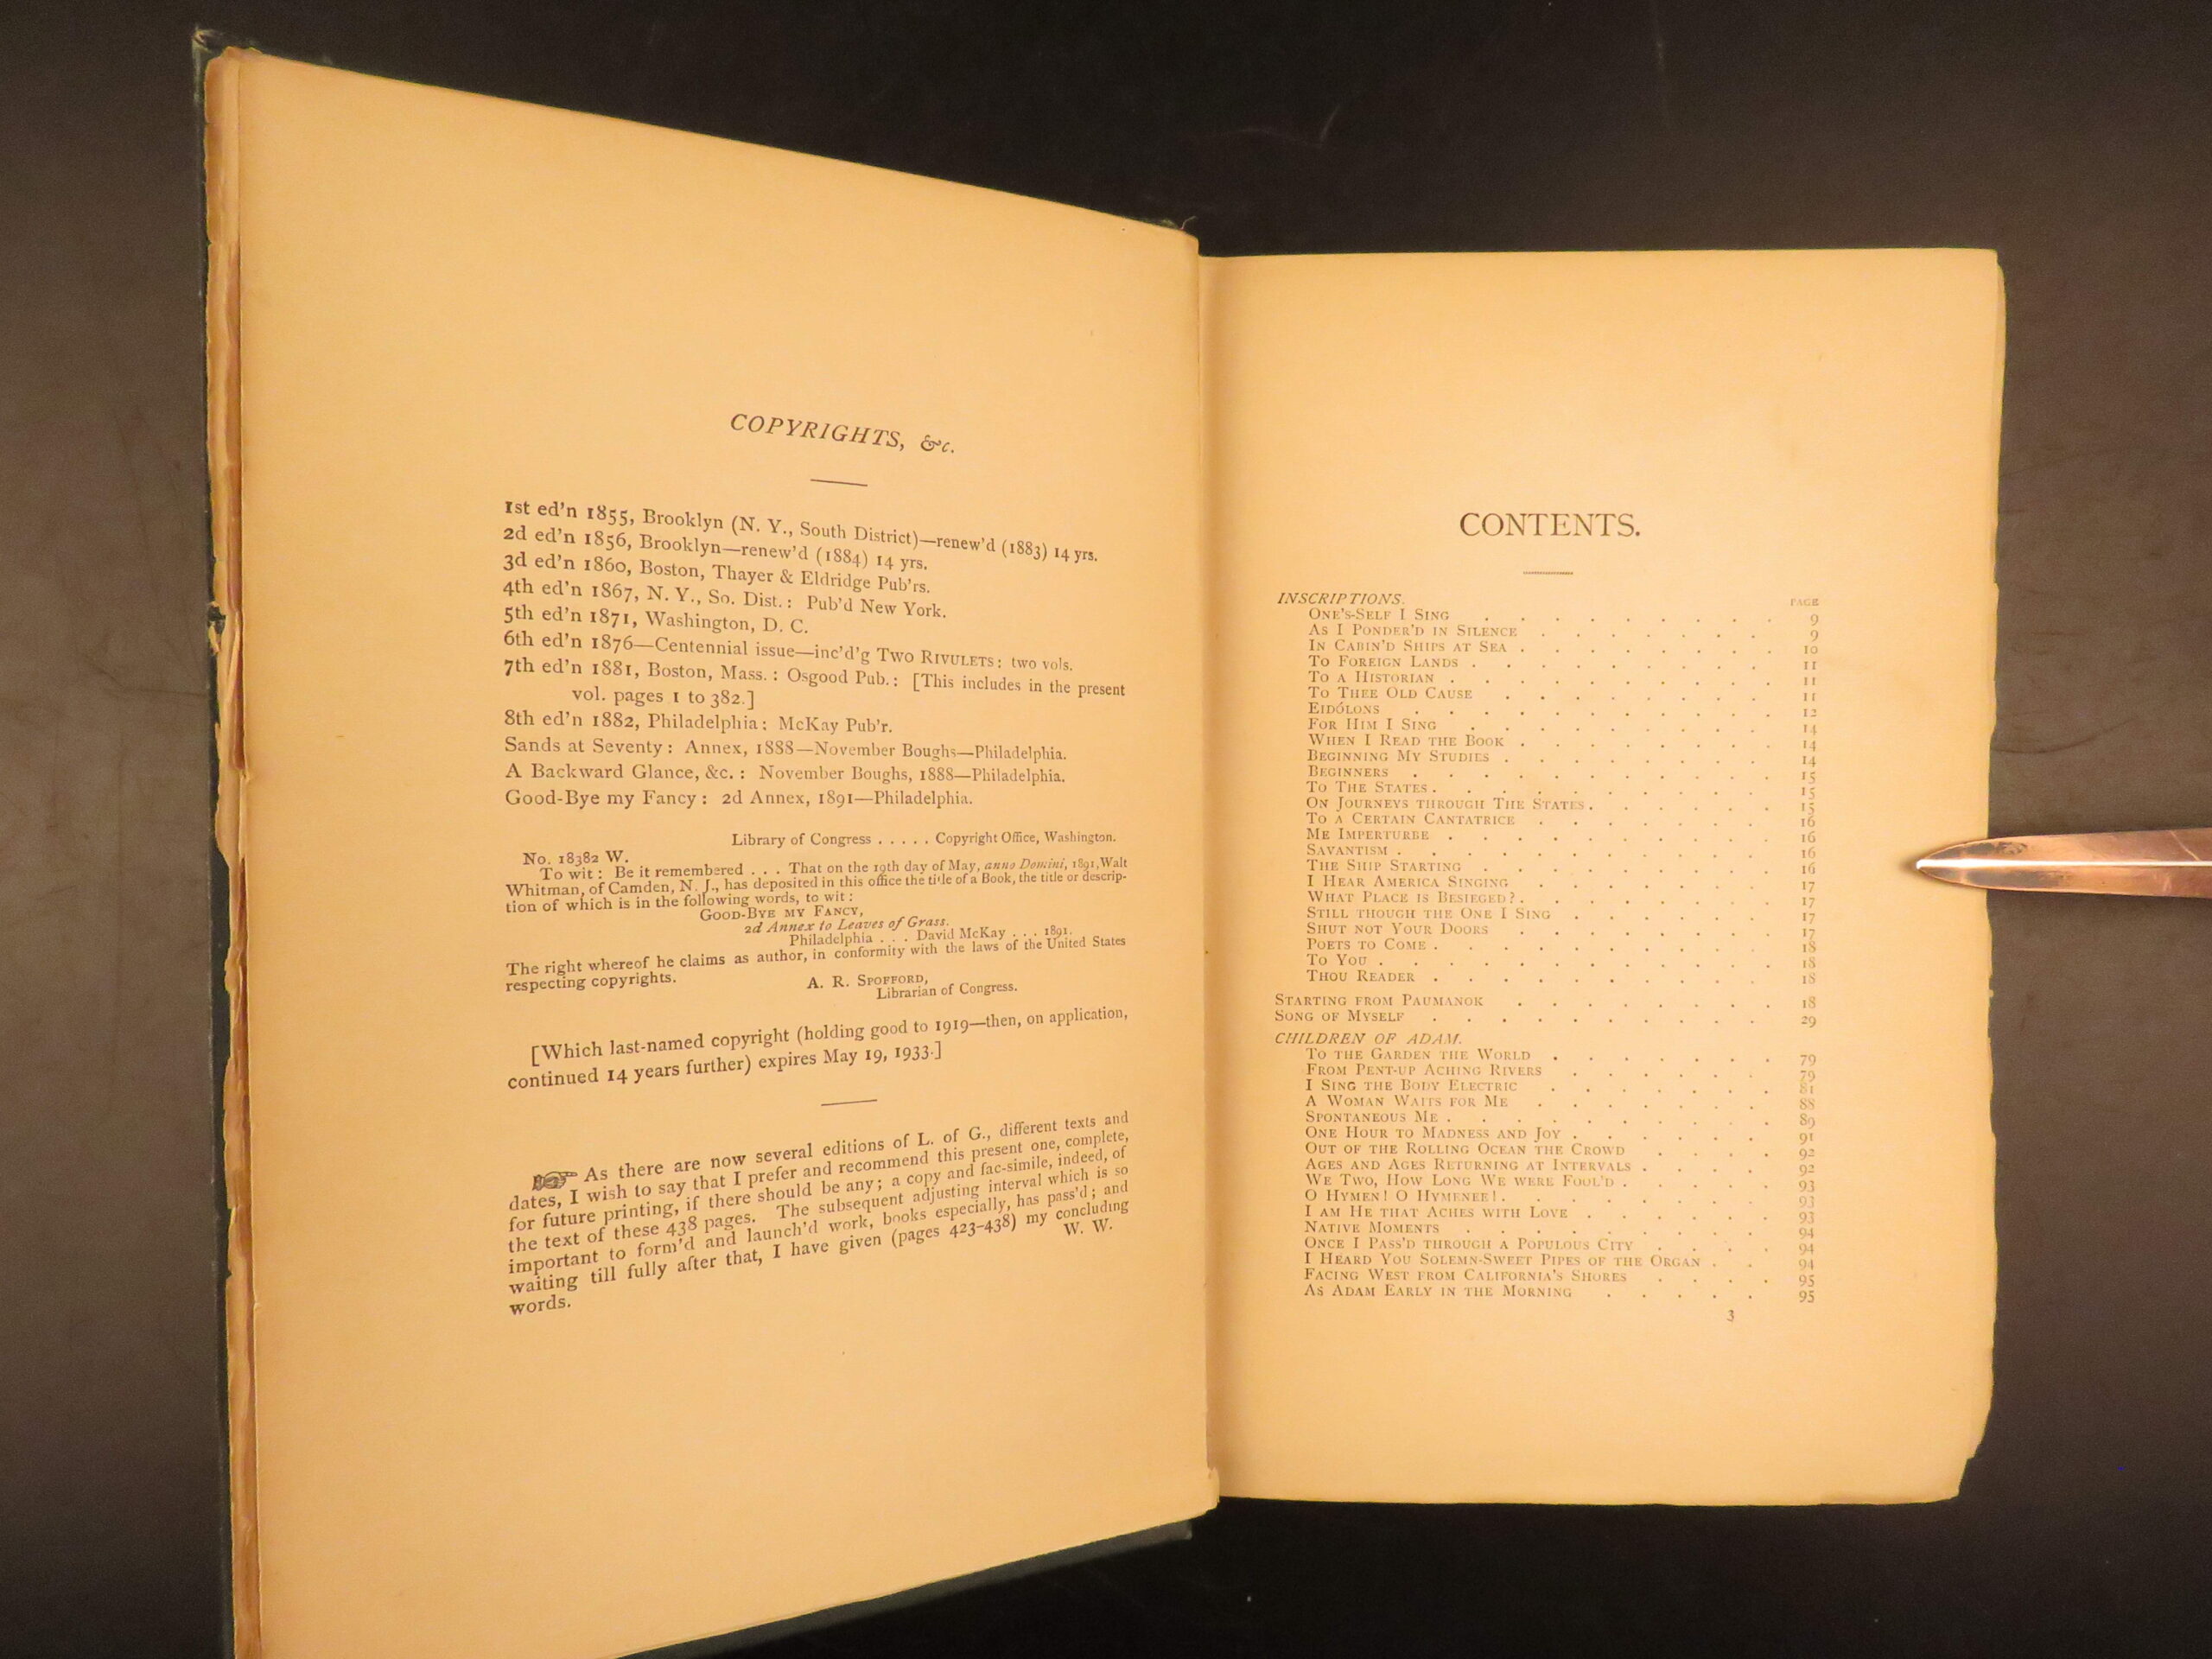 COPYRIGHTS, &c.
1st ed'n 1855, Brooklyn (N. Y., South District)—renew'd (1883) 14 yrs.
2d ed'n 1856, Brooklyn—renew'd (1884) 14 yrs.
3d ed'n 1860, Boston, Thayer & Eldridge Pub'rs.
4th ed'n 1867, N. Y., So. Dist.: Pub'd New York.
5th ed'n 1871, Washington, D. C.
6th ed'n 1876—Centennial issue—inc'd'g Two Rivulets: two vols.
7th ed'n 1881, Boston, Mass.: Osgood Pub.: [This includes in the present
vol. pages 1 to 382.]
8th ed'n 1882, Philadelphia: McKay Pub'r.
Sands at Seventy: Annex, 1888—November Boughs—Philadelphia.
A Backward Glance, &c.: November Boughs, 1888—Philadelphia.
Good-Bye my Fancy: 2d Annex, 1891—Philadelphia.
Library of Congress ..... Copyright Office, Washington.
No. 18382 W.
To wit: Be it remembered ... That on the 19th day of May, anno Domini, 1891, Walt
Whitman, of Camden, N. J., has deposited in this office the title of a Book, the title or descrip-
tion of which is in the following words, to wit:
Good-Bye my Fancy,
2d Annex to Leaves of Grass.
Philadelphia ... David McKay ... 1891.
The right whereof he claims as author, in conformity with the laws of the United States
respecting copyrights.
A. R. Spofford,
Librarian of Congress.
[Which last-named copyright (holding good to 1919—then, on application,
continued 14 years further) expires May 19, 1933.]
☞ As there are now several editions of L. of G., different texts and
dates, I wish to say that I prefer and recommend this present one, complete,
for future printing, if there should be any; a copy and fac-simile, indeed, of
the text of these 438 pages. The subsequent adjusting interval which is so
important to form'd and launch'd work, books especially, has pass'd; and
waiting till fully after that, I have given (pages 423-438) my concluding
words. W. W.
CONTENTS.
INSCRIPTIONS. PAGE
One's-Self I Sing 9
As I Ponder'd in Silence 9
In Cabin'd Ships at Sea 10
To Foreign Lands 11
To a Historian 11
To Thee Old Cause 11
Eidólons 12
For Him I Sing 14
When I Read the Book 14
Beginning My Studies 14
Beginners 15
To The States 15
On Journeys through The States 15
To a Certain Cantatrice 16
Me Imperturbe 16
Savantism 16
The Ship Starting 16
I Hear America Singing 17
What Place is Besieged? 17
Still though the One I Sing 17
Shut not Your Doors 17
Poets to Come 18
To You 18
Thou Reader 18
Starting from Paumanok 18
Song of Myself 29
CHILDREN OF ADAM.
To the Garden the World 79
From Pent-up Aching Rivers 79
I Sing the Body Electric 81
A Woman Waits for Me 88
Spontaneous Me 89
One Hour to Madness and Joy 91
Out of the Rolling Ocean the Crowd 92
Ages and Ages Returning at Intervals 92
We Two, How Long We were Fool'd 93
O Hymen! O Hymenee! 93
I am He that Aches with Love 93
Native Moments 94
Once I Pass'd through a Populous City 94
I Heard You Solemn-Sweet Pipes of the Organ 94
Facing West from California's Shores 95
As Adam Early in the Morning 95
3